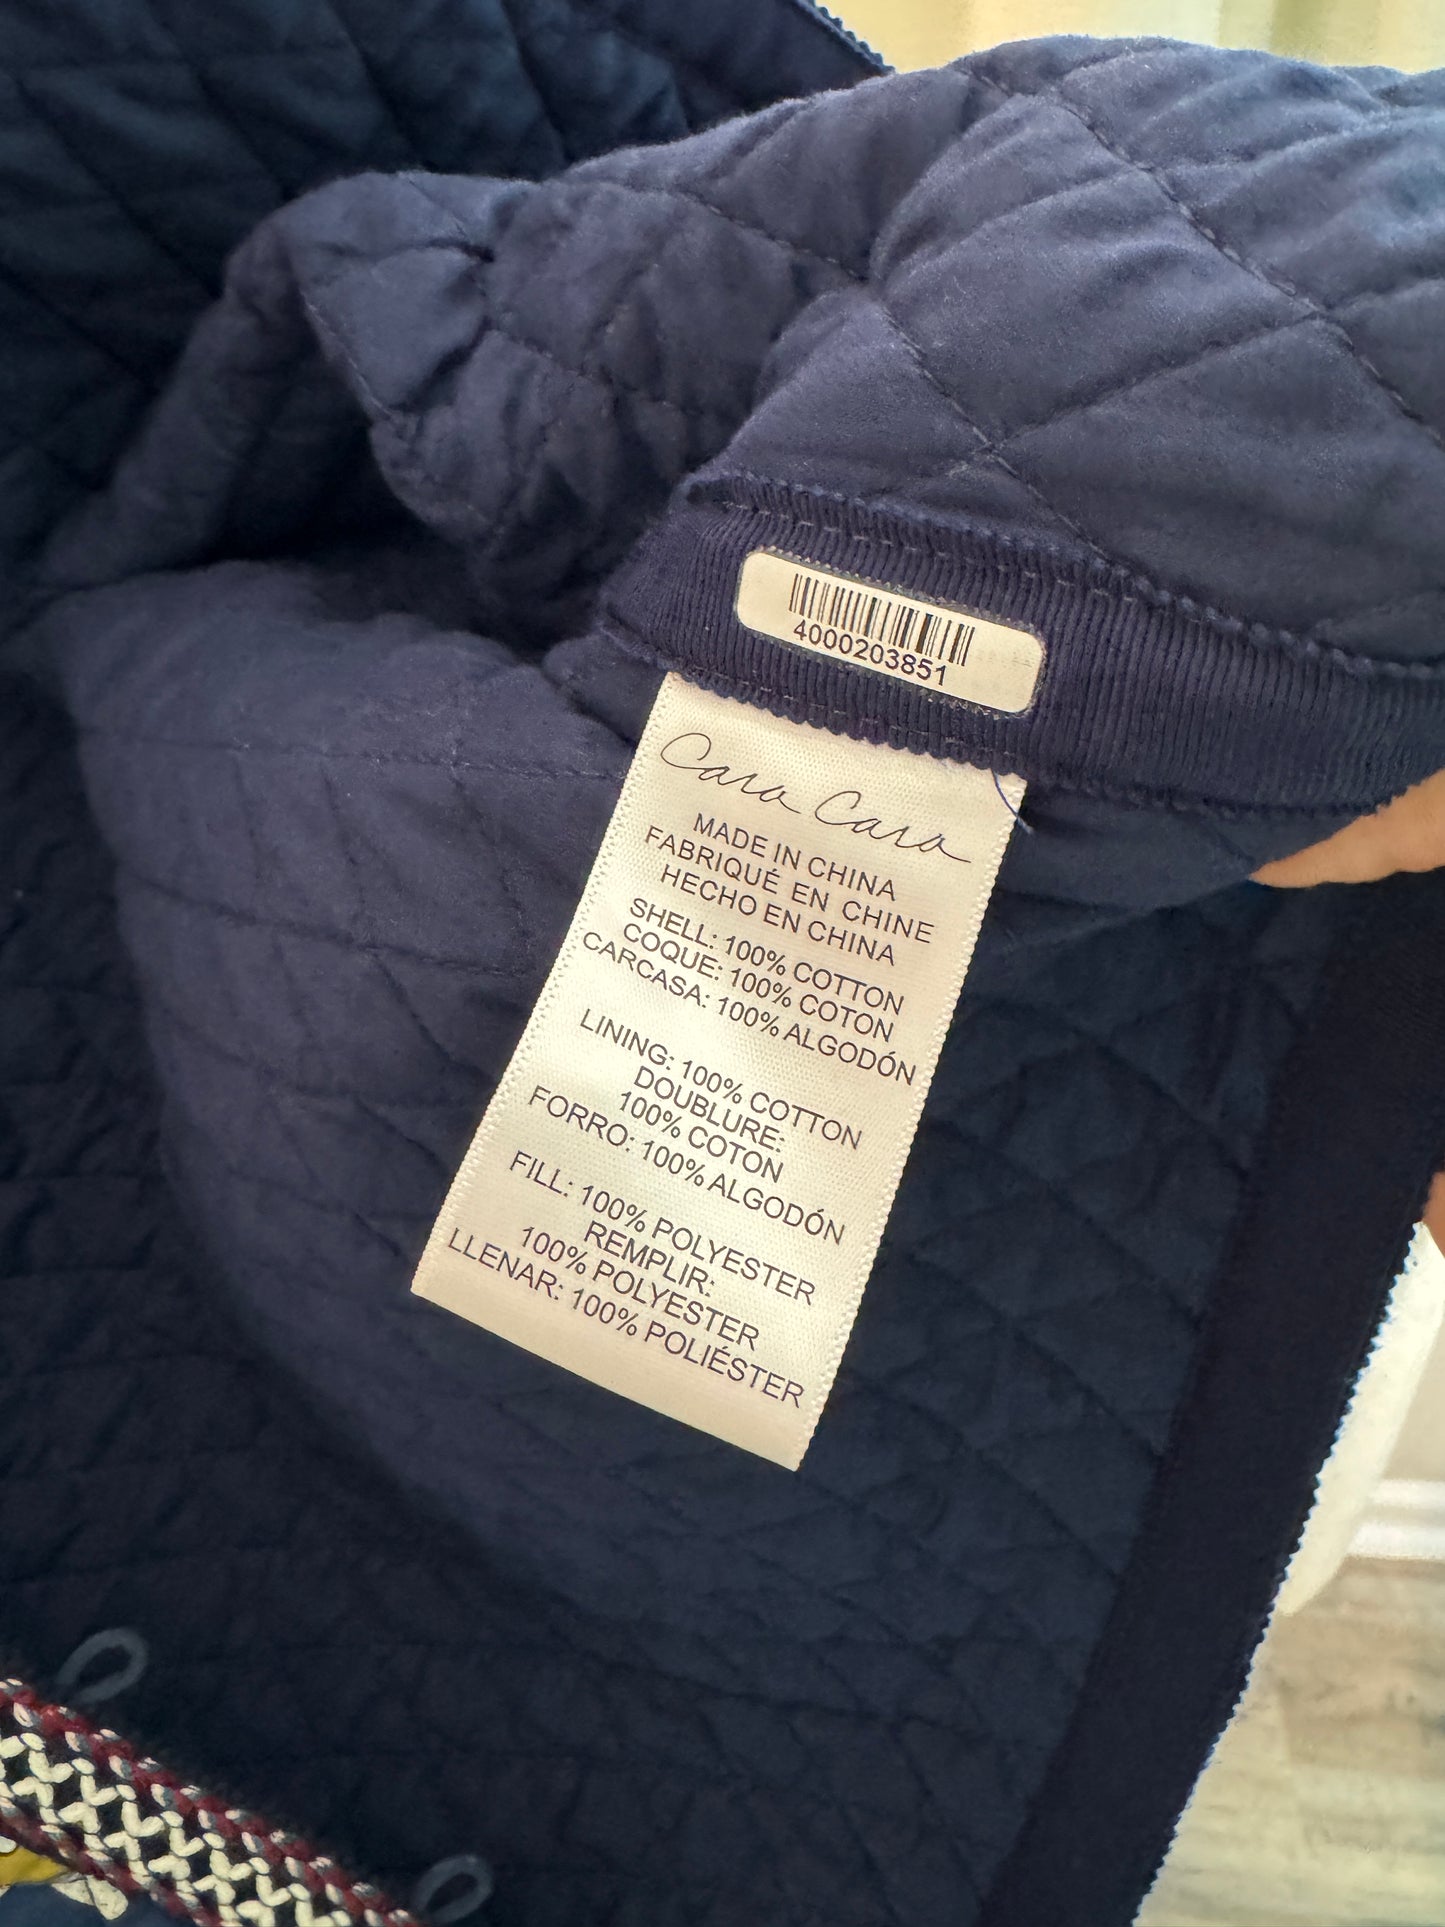 4000203851
Cara Cara
MADE IN CHINA
FABRIQUÉ EN CHINE
HECHO EN CHINA
SHELL: 100% COTTON
COQUE: 100% COTON
CARCASA: 100% ALGODÓN
LINING: 100% COTTON
DOUBLURE:
100% COTON
FORRO: 100% ALGODÓN
FILL: 100% POLYESTER
REMPLIR:
100% POLYESTER
LLENAR: 100% POLIÉSTER